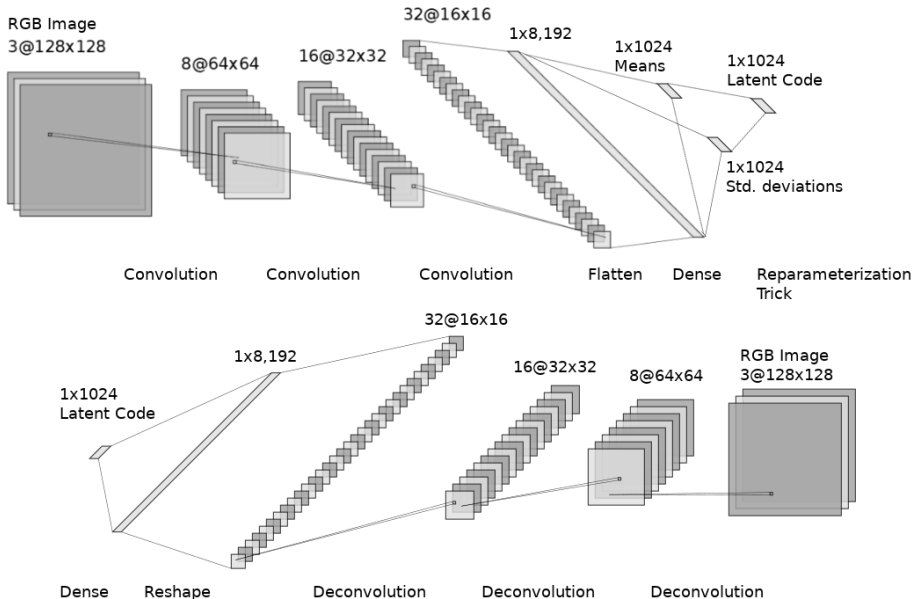 RGB Image
3@128x128
8@64x64
16@32x32
32@16x16
1x8,192
1x1024
Means
1x1024
Latent Code
1x1024
Std. deviations
Convolution
Convolution
Convolution
Flatten
Dense
Reparameterization
Trick
1x1024
Latent Code
1x8,192
32@16x16
16@32x32
8@64x64
RGB Image
3@128x128
Dense
Reshape
Deconvolution
Deconvolution
Deconvolution